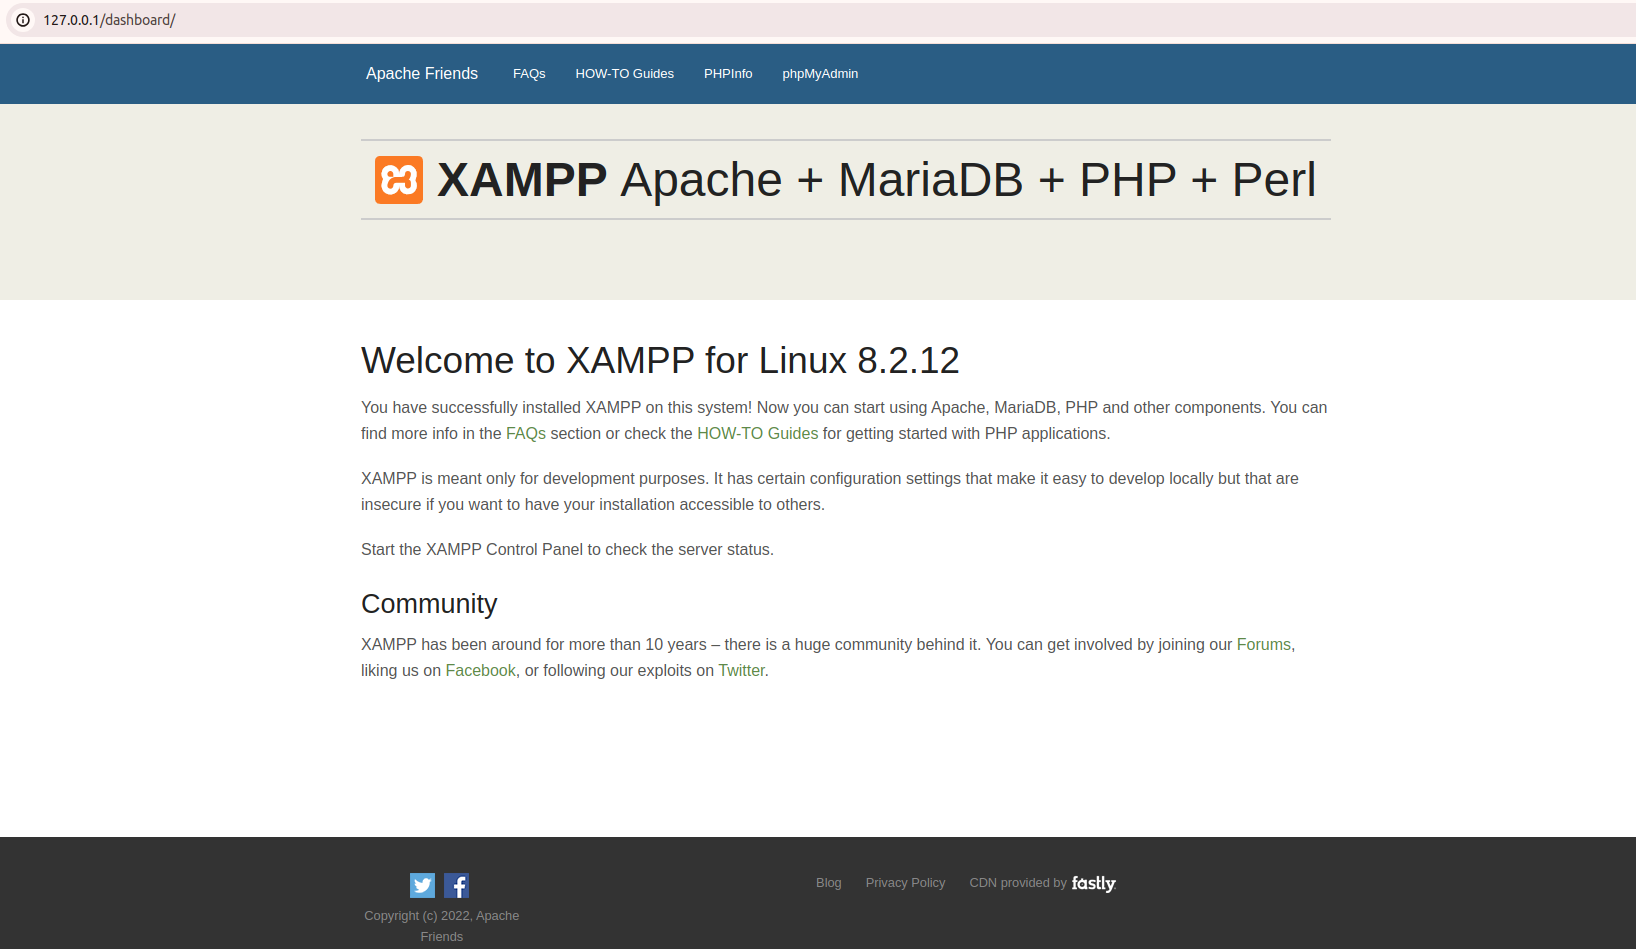 127.0.0.1/dashboard/
Apache Friends FAQs HOW-TO Guides PHPInfo phpMyAdmin
XAMPP Apache + MariaDB + PHP + Perl
Welcome to XAMPP for Linux 8.2.12
You have successfully installed XAMPP on this system! Now you can start using Apache, MariaDB, PHP and other components. You can
find more info in the FAQs section or check the HOW-TO Guides for getting started with PHP applications.
XAMPP is meant only for development purposes. It has certain configuration settings that make it easy to develop locally but that are
insecure if you want to have your installation accessible to others.
Start the XAMPP Control Panel to check the server status.
Community
XAMPP has been around for more than 10 years – there is a huge community behind it. You can get involved by joining our Forums,
liking us on Facebook, or following our exploits on Twitter.
Blog Privacy Policy CDN provided by fastly
Copyright (c) 2022, Apache
Friends